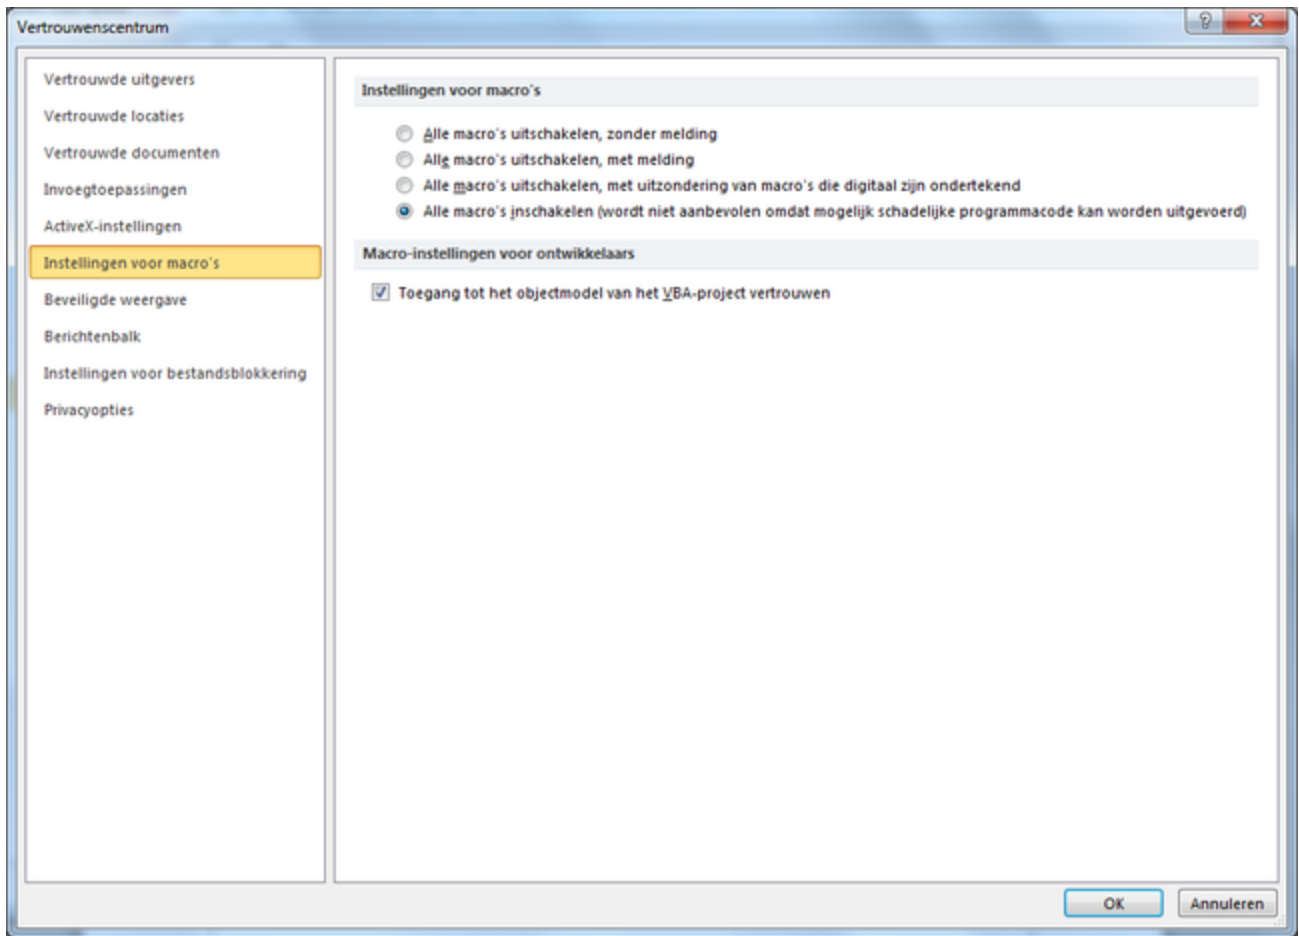 Vertrouwenscentrum
Vertrouwde uitgevers
Vertrouwde locaties
Vertrouwde documenten
Invoegtoepassingen
ActiveX-instellingen
Instellingen voor macro's
Beveiligde weergave
Berichtenbalk
Instellingen voor bestandsblokkering
Privacyopties
Instellingen voor macro's
Alle macro's uitschakelen, zonder melding
Alle macro's uitschakelen, met melding
Alle macro's uitschakelen, met uitzondering van macro's die digitaal zijn ondertekend
Alle macro's inschakelen (wordt niet aanbevolen omdat mogelijk schadelijke programmacode kan worden uitgevoerd)
Macro-instellingen voor ontwikkelaars
Toegang tot het objectmodel van het VBA-project vertrouwen
OK
Annuleren